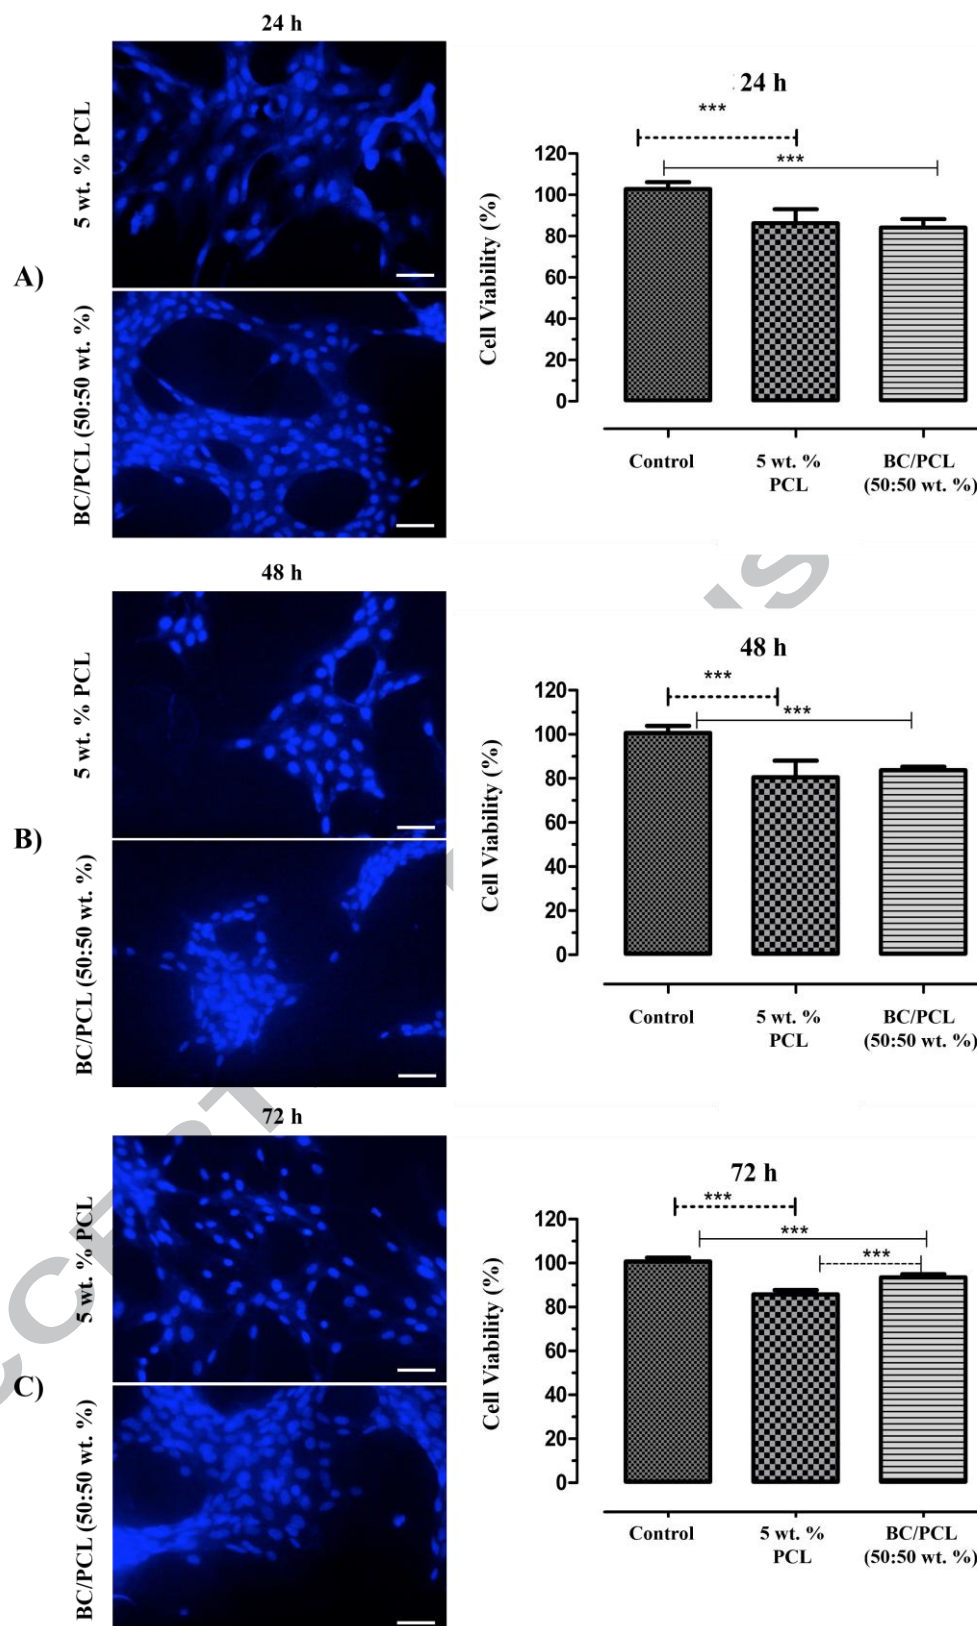 24 h
5 wt. % PCL
A)
BC/PCL (50:50 wt. %)
24 h
***
***
Cell Viability (%)
120
100
80
60
40
20
0
Control
5 wt. %
PCL
BC/PCL
(50:50 wt. %)
48 h
5 wt. % PCL
B)
BC/PCL (50:50 wt. %)
48 h
***
***
Cell Viability (%)
120
100
80
60
40
20
0
Control
5 wt. %
PCL
BC/PCL
(50:50 wt. %)
72 h
5 wt. % PCL
C)
BC/PCL (50:50 wt. %)
72 h
***
***
***
Cell Viability (%)
120
100
80
60
40
20
0
Control
5 wt. %
PCL
BC/PCL
(50:50 wt. %)